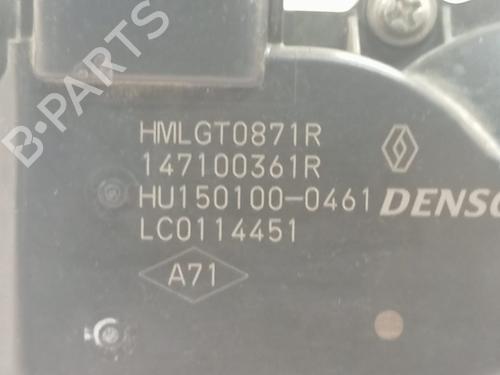 B-PARTS
HMLGT0871R
147100361R
HU150100-0461
DENSO
LC0114451
A71